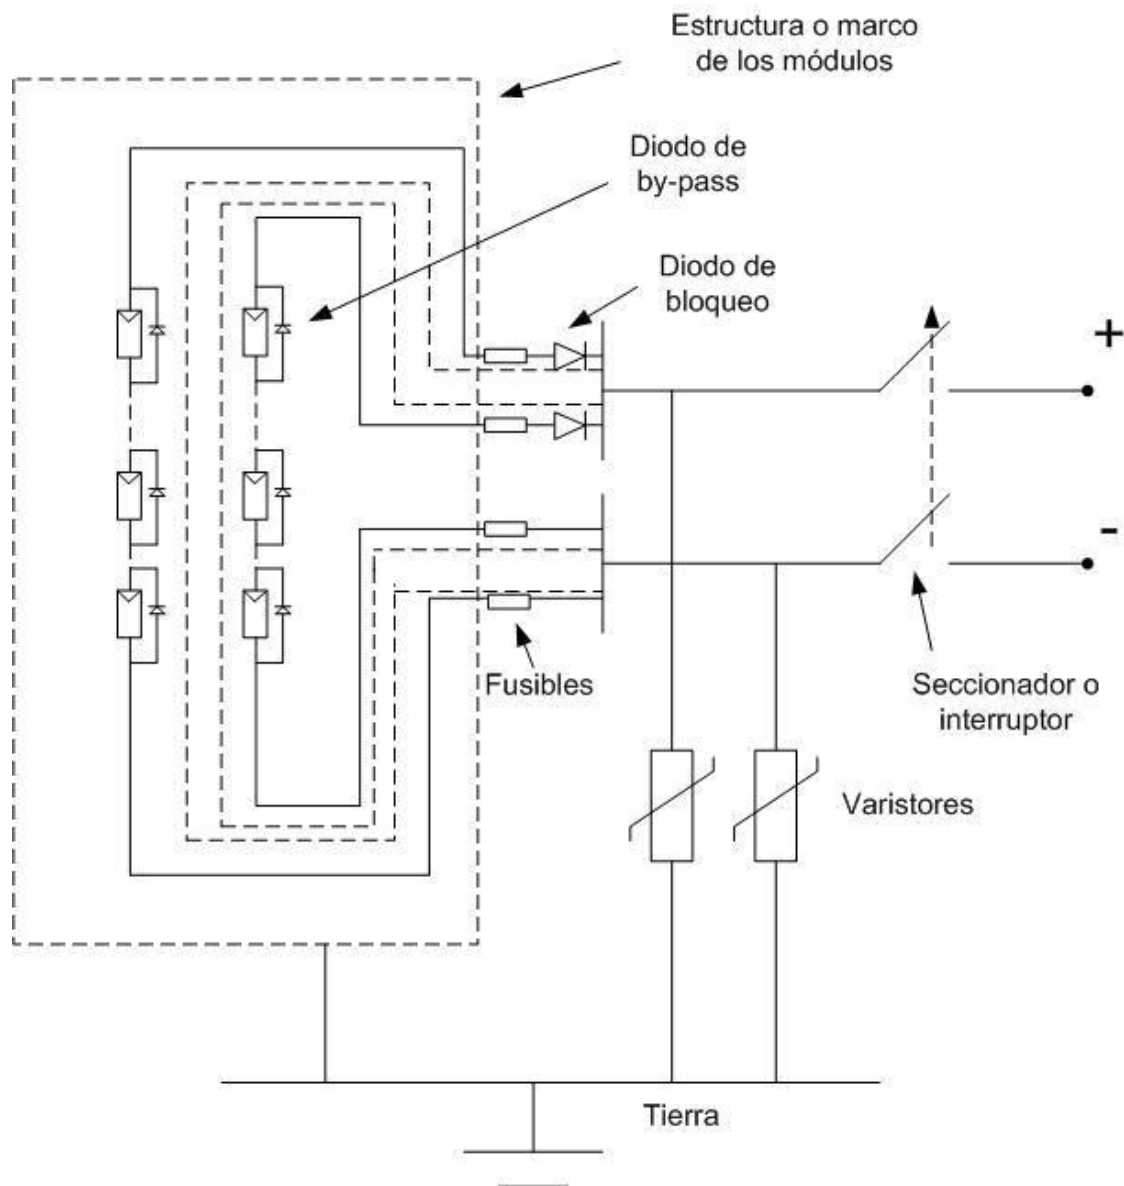 Estructura o marco
de los módulos
Diodo de
by-pass
Diodo de
bloqueo
+
-
Fusibles
Seccionador o
interruptor
Varistores
Tierra